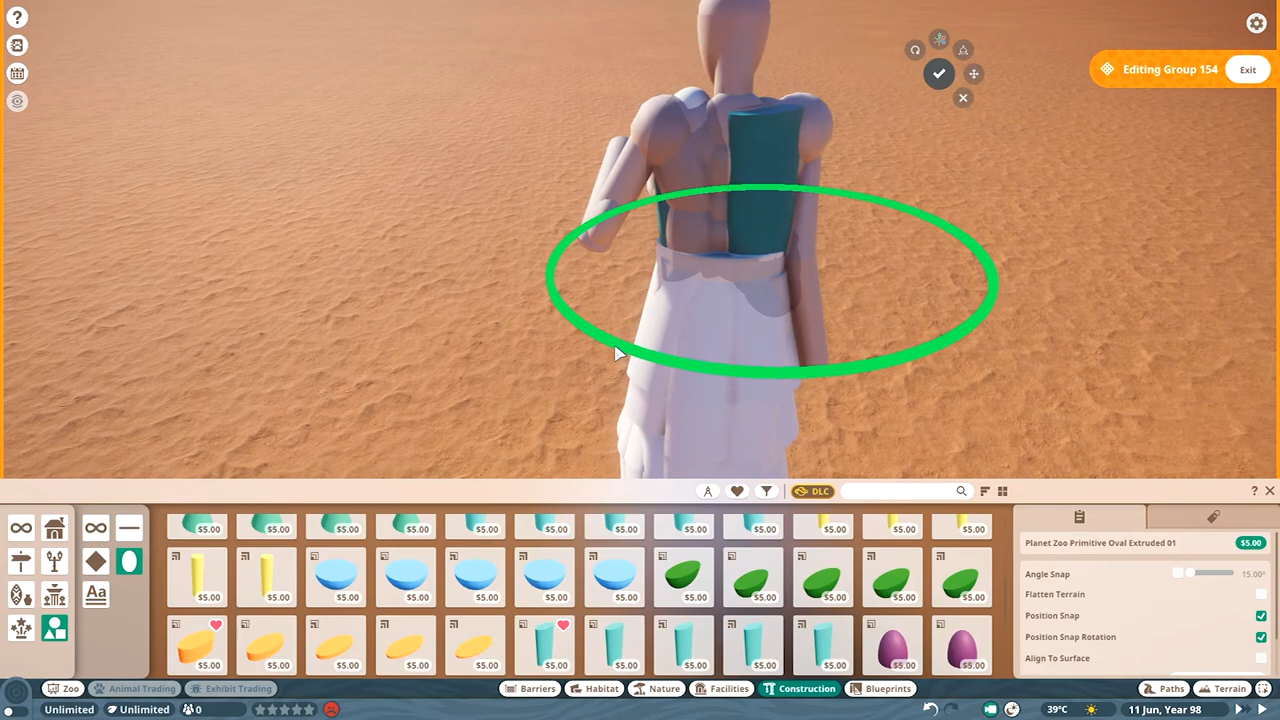 ?
Editing Group 154 Exit
DLC
?
$5.00 $5.00 $5.00 $5.00 $5.00 $5.00 $5.00 $5.00 $5.00 $5.00 $5.00 $5.00
$5.00 $5.00 $5.00 $5.00 $5.00 $5.00 $5.00 $5.00 $5.00 $5.00 $5.00 $5.00
$5.00 $5.00 $5.00 $5.00 $5.00 $5.00 $5.00 $5.00 $5.00 $5.00 $5.00 $5.00
Aa
Planet Zoo Primitive Oval Extruded 01 $5.00
Angle Snap 15.00°
Flatten Terrain
Position Snap
Position Snap Rotation
Align To Surface
Zoo Animal Trading Exhibit Trading Barriers Habitat Nature Facilities Construction Blueprints Paths Terrain
Unlimited Unlimited 0 39°C 11 Jun, Year 98